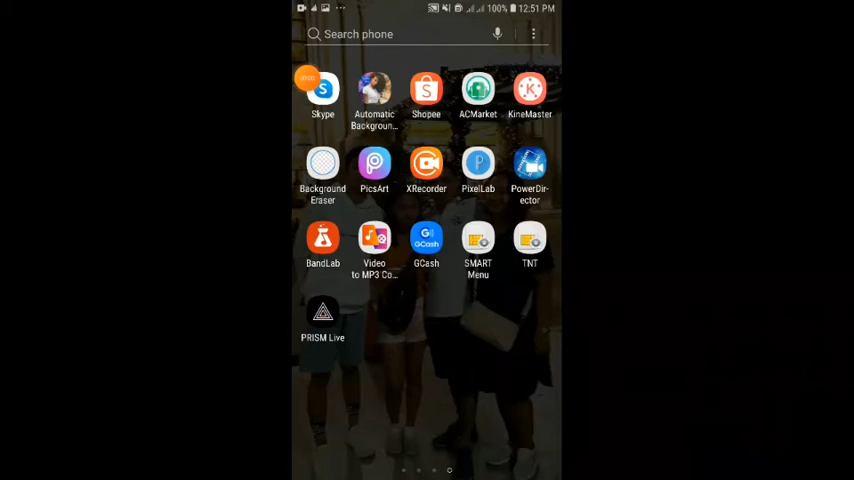 100% 12:51 PM
Search phone
Skype
Automatic
Backgroun...
Shopee
ACMarket
KineMaster
Background
Eraser
PicsArt
XRecorder
PixelLab
PowerDir-
ector
BandLab
Video
to MP3 Co...
GCash
GCash
SMART
Menu
TNT
PRISM Live